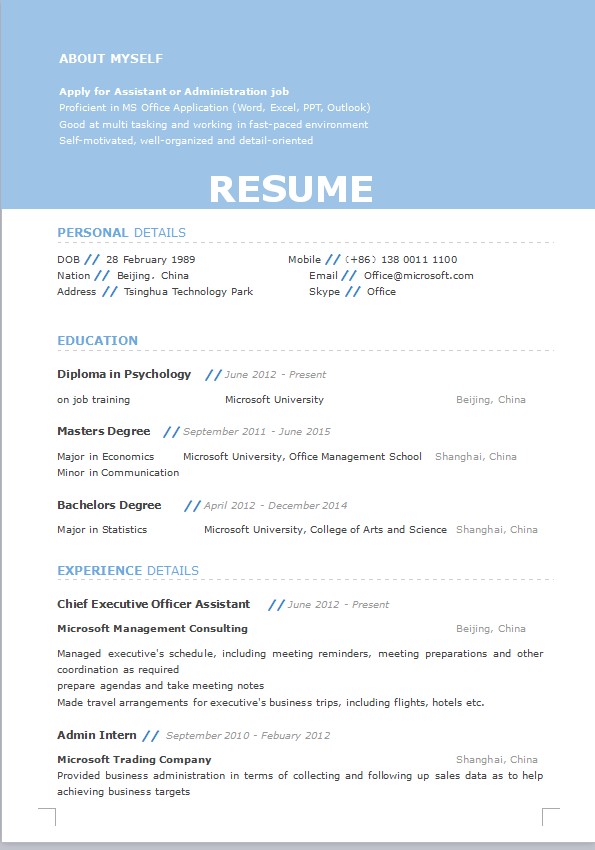 ABOUT MYSELF
Apply for Assistant or Administration job
Proficient in MS Office Application (Word, Excel, PPT, Outlook)
Good at multi tasking and working in fast-paced environment
Self-motivated, well-organized and detail-oriented
RESUME
PERSONAL DETAILS
DOB // 28 February 1989 Mobile // (+86) 138 0011 1100
Nation // Beijing. China Email // Office@microsoft.com
Address // Tsinghua Technology Park Skype // Office
EDUCATION
Diploma in Psychology // June 2012 - Present
on job training Microsoft University Beijing, China
Masters Degree // September 2011 - June 2015
Major in Economics Microsoft University, Office Management School Shanghai, China
Minor in Communication
Bachelors Degree // April 2012 - December 2014
Major in Statistics Microsoft University, College of Arts and Science Shanghai, China
EXPERIENCE DETAILS
Chief Executive Officer Assistant // June 2012 - Present
Microsoft Management Consulting Beijing, China
Managed executive's schedule, including meeting reminders, meeting preparations and other
coordination as required
prepare agendas and take meeting notes
Made travel arrangements for executive's business trips, including flights, hotels etc.
Admin Intern // September 2010 - Febuary 2012
Microsoft Trading Company Shanghai, China
Provided business administration in terms of collecting and following up sales data as to help
achieving business targets